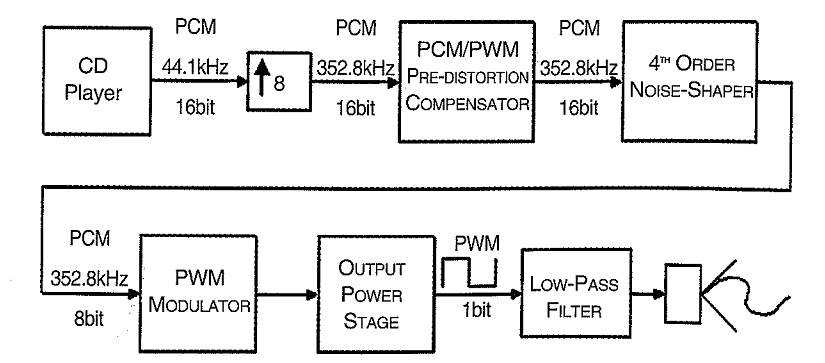 PCM
PCM
PCM
CD
Player
44.1kHz
16bit
8
352.8kHz
16bit
PCM/PWM
PRE-DISTORTION
COMPENSATOR
352.8kHz
16bit
4TH ORDER
NOISE-SHAPER
PCM
352.8kHz
8bit
PWM
MODULATOR
OUTPUT
POWER
STAGE
PWM
1bit
LOW-PASS
FILTER